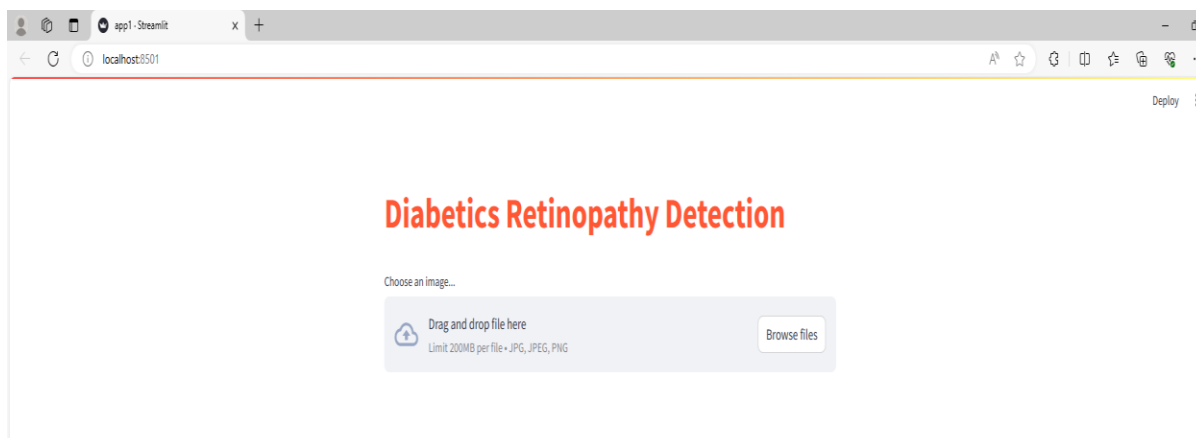 app1 · Streamlit
localhost:8501
Deploy
Diabetics Retinopathy Detection
Choose an image...
Drag and drop file here
Limit 200MB per file • JPG, JPEG, PNG
Browse files